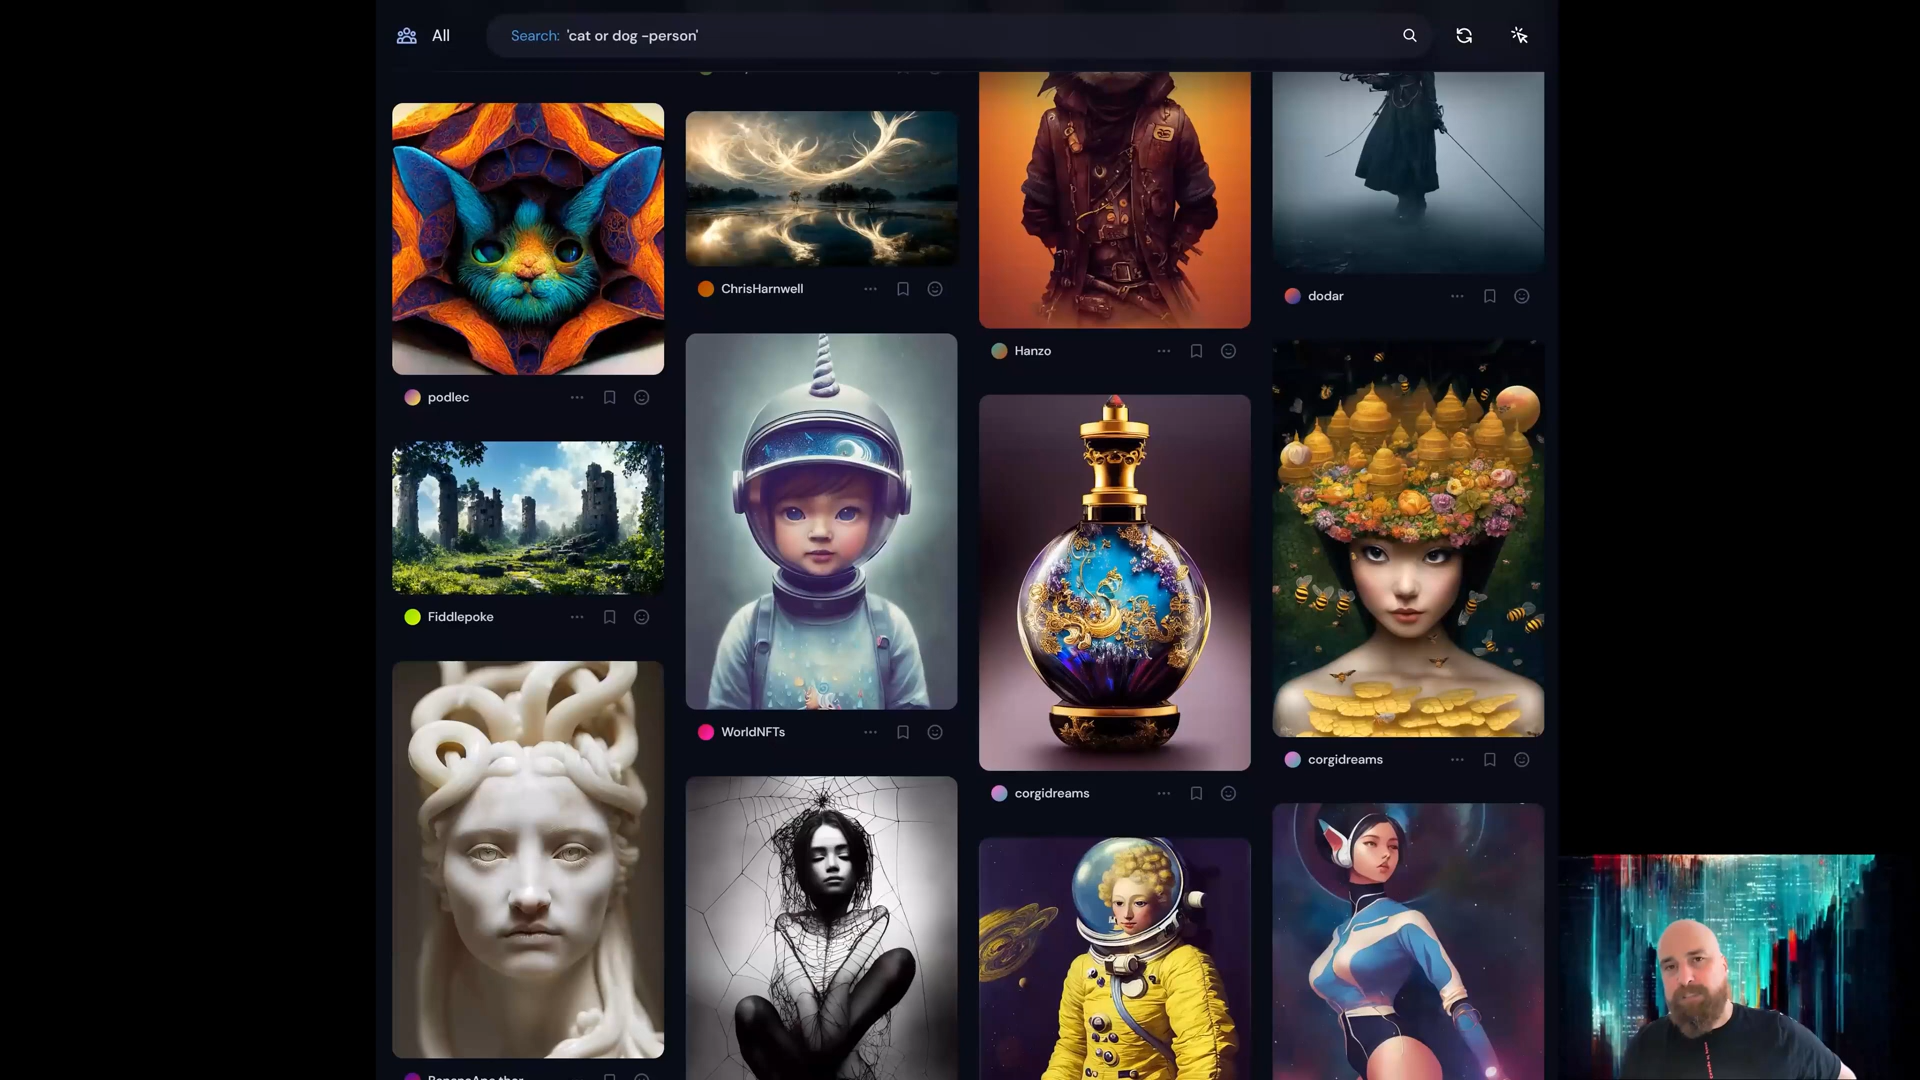 All
Search: 'cat or dog -person'
ChrisHarnwell
dodar
Hanzo
podlec
Fiddlepoke
WorldNFTs
corgidreams
corgidreams